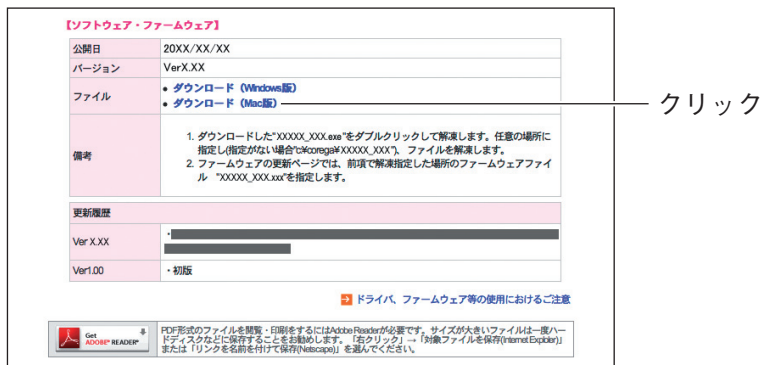 【ソフトウェア・ファームウェア】
公開日 20XX/XX/XX
バージョン VerX.XX
ファイル
• ダウンロード（Windows版）
• ダウンロード（Mac版）
クリック
備考
1. ダウンロードした"XXXXX_XXX.exe"をダブルクリックして解凍します。任意の場所に
指定し(指定がない場合"c:¥corega¥XXXXX_XXX")、ファイルを解凍します。
2. ファームウェアの更新ページでは、前項で解凍指定した場所のファームウェアファイ
ル "XXXXX_XXX.xxx"を指定します。
更新履歴
Ver X.XX
・
Ver1.00 ・初版
ドライバ、ファームウェア等の使用におけるご注意
Get
ADOBE® READER®
PDF形式のファイルを閲覧・印刷をするにはAdobe Readerが必要です。サイズが大きいファイルは一度ハー
ドディスクなどに保存することをお勧めします。「右クリック」→「対象ファイルを保存(Internet Explorer)」
または「リンクを名前を付けて保存(Netscape)」を選んでください。